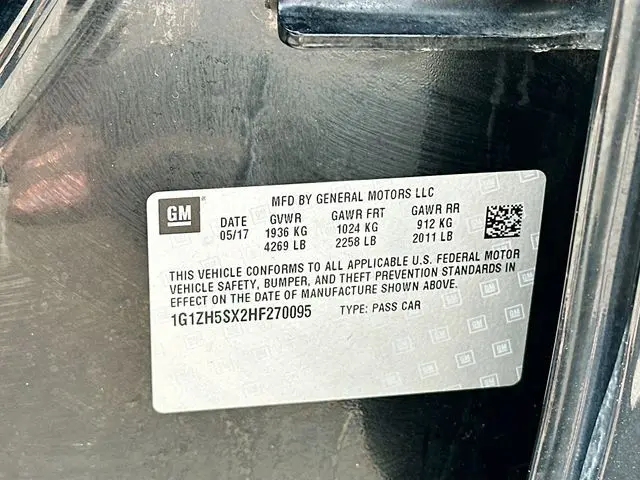 GM
MFD BY GENERAL MOTORS LLC
DATE GVWR GAWR FRT GAWR RR
05/17 1936 KG 1024 KG 912 KG
4269 LB 2258 LB 2011 LB
THIS VEHICLE CONFORMS TO ALL APPLICABLE U.S. FEDERAL MOTOR
VEHICLE SAFETY, BUMPER, AND THEFT PREVENTION STANDARDS IN
EFFECT ON THE DATE OF MANUFACTURE SHOWN ABOVE.
1G1ZH5SX2HF270095 TYPE: PASS CAR